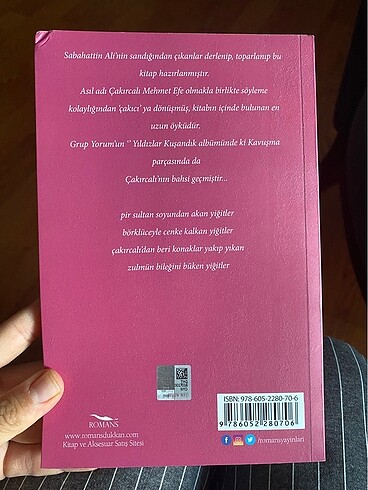 Sabahattin Ali'nin sandığından çıkanlar derlenip, toparlanıp bu
kitap hazırlanmıştır.
Asıl adı Çakırcalı Mehmet Efe olmakla birlikte söyleme
kolaylığından 'çakıcı' ya dönüşmüş, kitabın içinde bulunan en
uzun öyküdür.
Grup Yorum'un " Yıldızlar Kuşandık albümünde ki Kavuşma
parçasında da
Çakırcalı'nın bahsi geçmiştir...
pir sultan soyundan akan yiğitler
börklüceyle cenke kalkan yiğitler
çakırcalı'dan beri konaklar yakıp yıkan
zulmün bileğini büken yiğitler
ROMANS
www.romansdukkan.com
Kitap ve Aksesuar Satış Sitesi
ISBN: 978-605-2280-70-6
9 786052 280706
/romansyayinlari